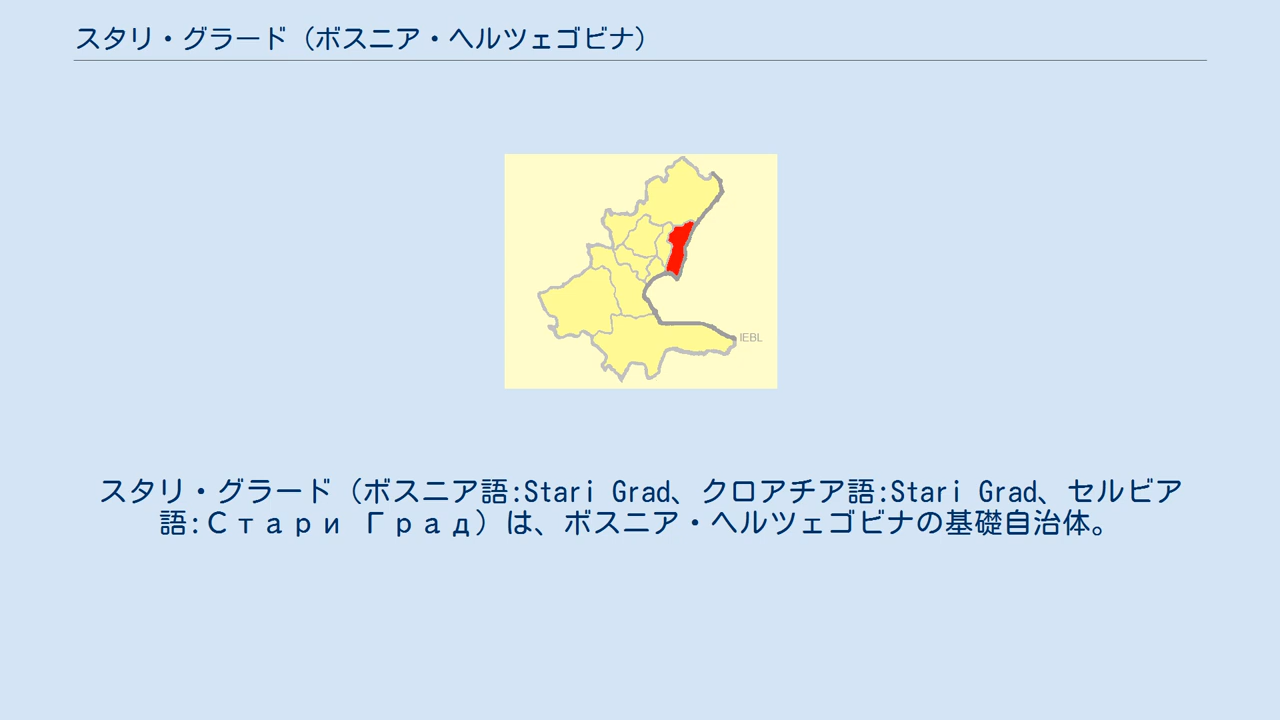 スタリ・グラード（ボスニア・ヘルツェゴビナ）
IEBL
スタリ・グラード（ボスニア語:Stari Grad、クロアチア語:Stari Grad、セルビア
語:Стари Град）は、ボスニア・ヘルツェゴビナの基礎自治体。